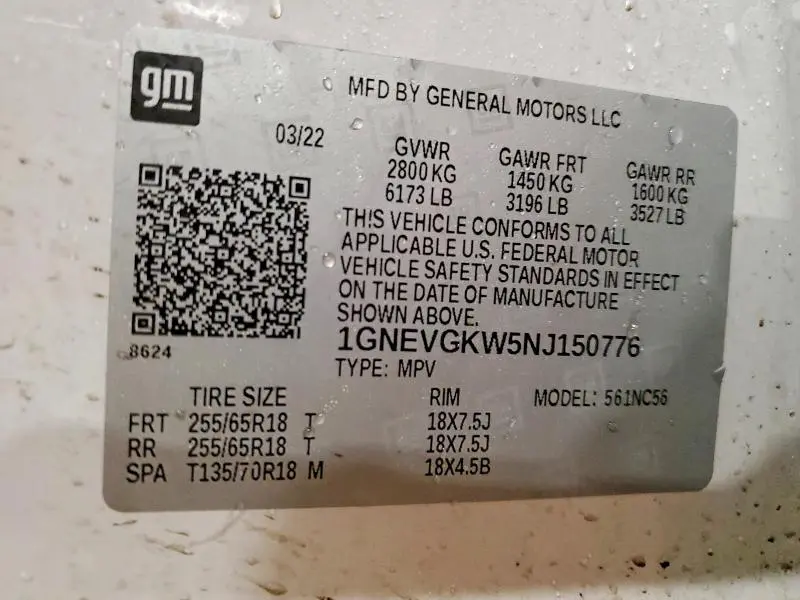 gm
MFD BY GENERAL MOTORS LLC
03/22
GVWR GAWR FRT GAWR RR
2800 KG 1450 KG 1600 KG
6173 LB 3196 LB 3527 LB
THIS VEHICLE CONFORMS TO ALL
APPLICABLE U.S. FEDERAL MOTOR
VEHICLE SAFETY STANDARDS IN EFFECT
ON THE DATE OF MANUFACTURE
SHOWN ABOVE.
8624
1GNEVGKW5NJ150776
TYPE: MPV
TIRE SIZE RIM MODEL: 561NC56
FRT 255/65R18 T 18X7.5J
RR 255/65R18 T 18X7.5J
SPA T135/70R18 M 18X4.5B